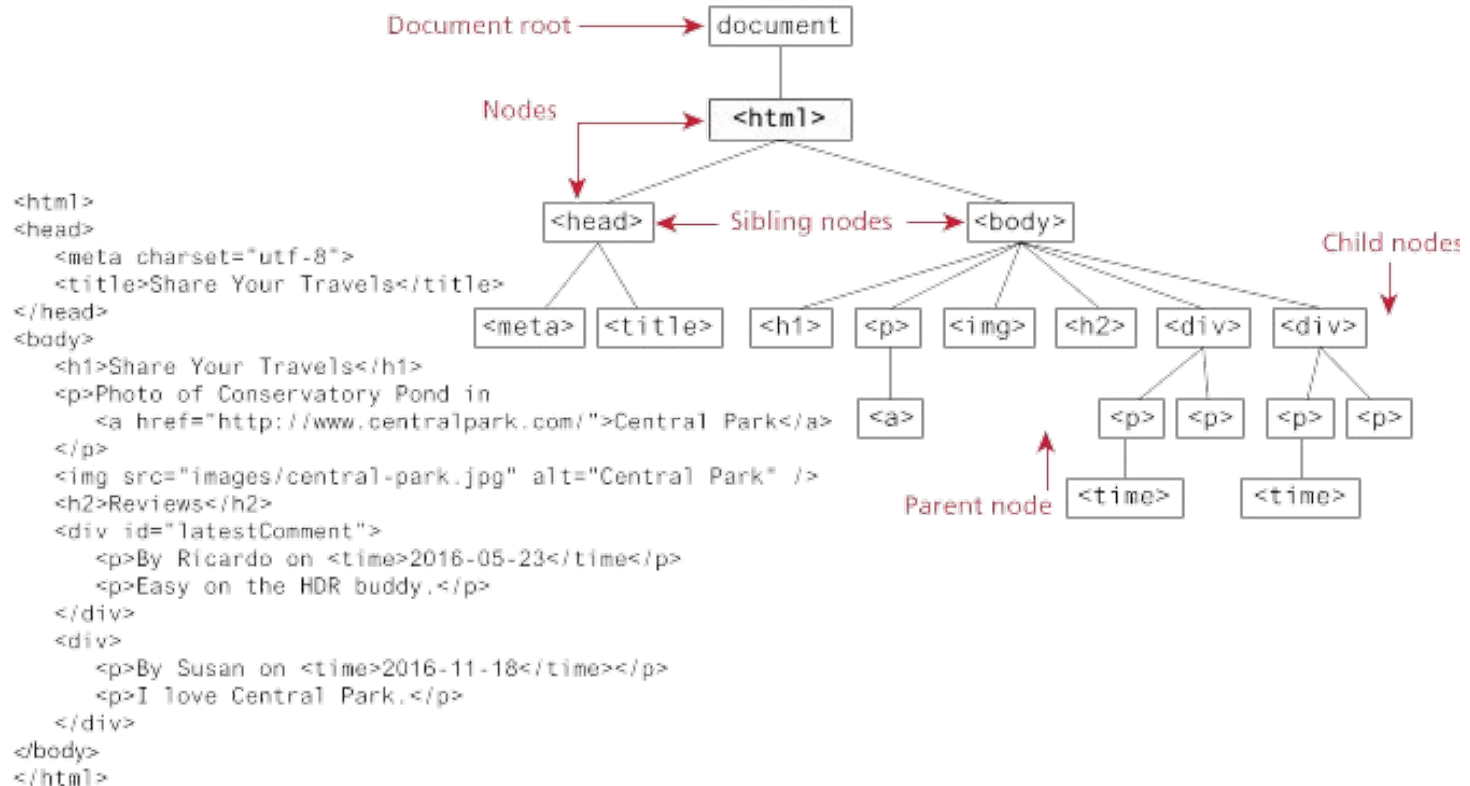 Document root
document
Nodes
<html>
<head>
Sibling nodes
<body>
Child nodes
<meta>
<title>
<h1>
<p>
<img>
<h2>
<div>
<div>
<a>
<p>
<p>
<p>
<p>
Parent node
<time>
<time>
<html>
<head>
<meta charset="utf-8">
<title>Share Your Travels</title>
</head>
<body>
<h1>Share Your Travels</h1>
<p>Photo of Conservatory Pond in
<a href="http://www.centralpark.com/">Central Park</a>
</p>
<img src="images/central-park.jpg" alt="Central Park" />
<h2>Reviews</h2>
<div id="latestComment">
<p>By Ricardo on <time>2016-05-23</time</p>
<p>Easy on the HDR buddy.</p>
</div>
<div>
<p>By Susan on <time>2016-11-18</time></p>
<p>I love Central Park.</p>
</div>
</body>
</html>